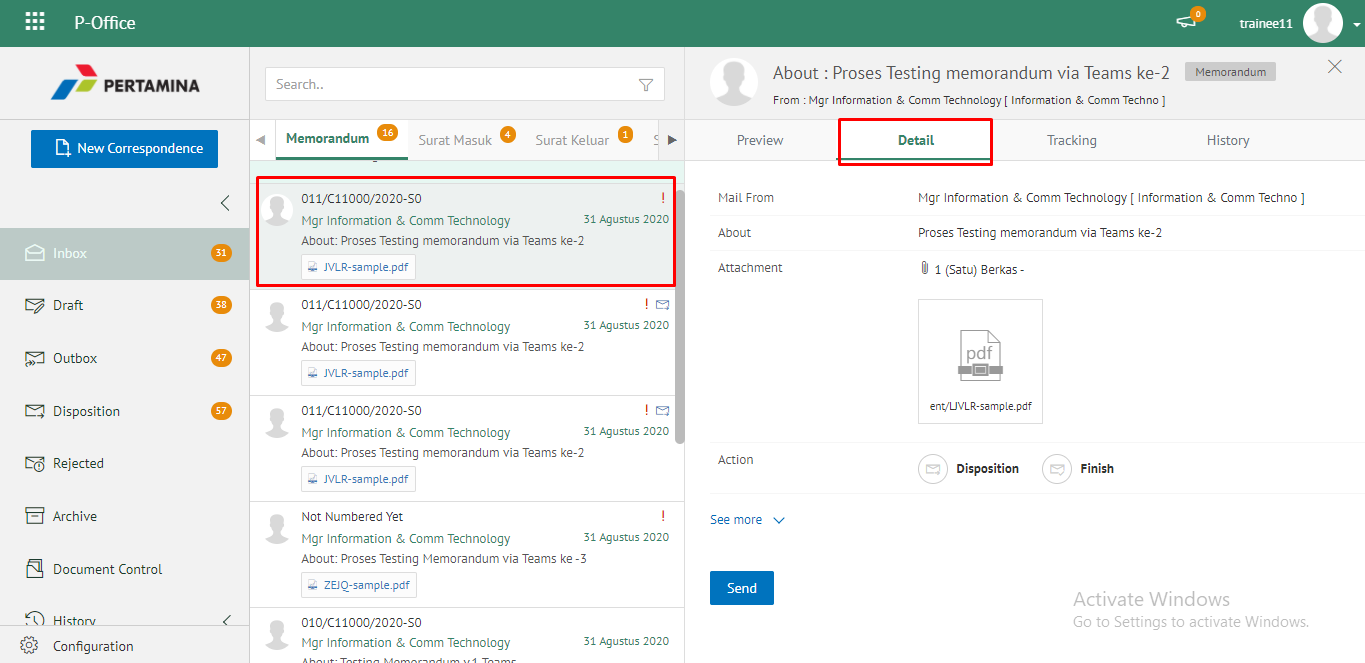 P-Office
0
trainee11
PERTAMINA
New Correspondence
Inbox 31
Draft 38
Outbox 47
Disposition 57
Rejected
Archive
Document Control
History
Configuration
Search..
Memorandum 16 Surat Masuk 4 Surat Keluar 1 S
011/C11000/2020-S0 !
Mgr Information & Comm Technology 31 Agustus 2020
About: Proses Testing memorandum via Teams ke-2
JVLR-sample.pdf
011/C11000/2020-S0 !
Mgr Information & Comm Technology 31 Agustus 2020
About: Proses Testing memorandum via Teams ke-2
JVLR-sample.pdf
011/C11000/2020-S0 !
Mgr Information & Comm Technology 31 Agustus 2020
About: Proses Testing memorandum via Teams ke-2
JVLR-sample.pdf
Not Numbered Yet !
Mgr Information & Comm Technology 31 Agustus 2020
About: Proses Testing Memorandum via Teams ke -3
ZEJQ-sample.pdf
010/C11000/2020-S0
Mgr Information & Comm Technology 31 Agustus 2020
About: Testing Memorandum v.1 Teams
About : Proses Testing memorandum via Teams ke-2 Memorandum
From : Mgr Information & Comm Technology [ Information & Comm Techno ]
Preview Detail Tracking History
Mail From Mgr Information & Comm Technology [ Information & Comm Techno ]
About Proses Testing memorandum via Teams ke-2
Attachment 1 (Satu) Berkas -
pdf
ent/LJVLR-sample.pdf
Action Disposition Finish
See more
Send
Activate Windows
Go to Settings to activate Windows.